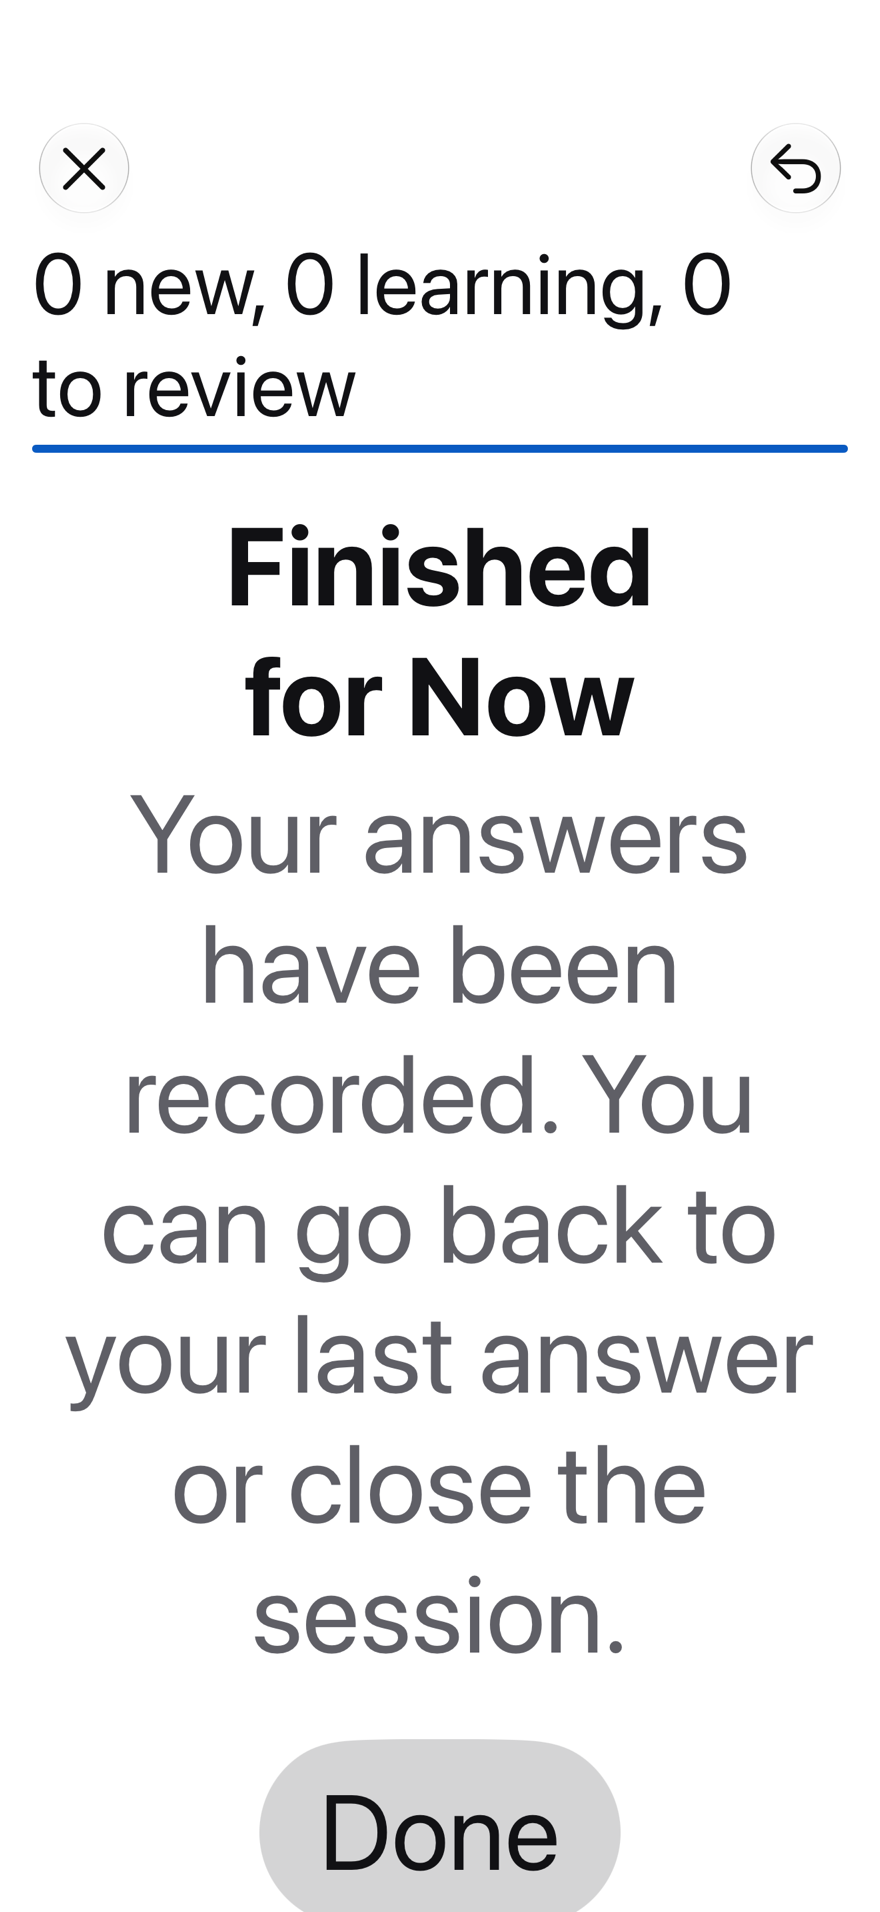 0 new, 0 learning, 0
to review
Finished
for Now
Your answers
have been
recorded. You
can go back to
your last answer
or close the
session.
Done